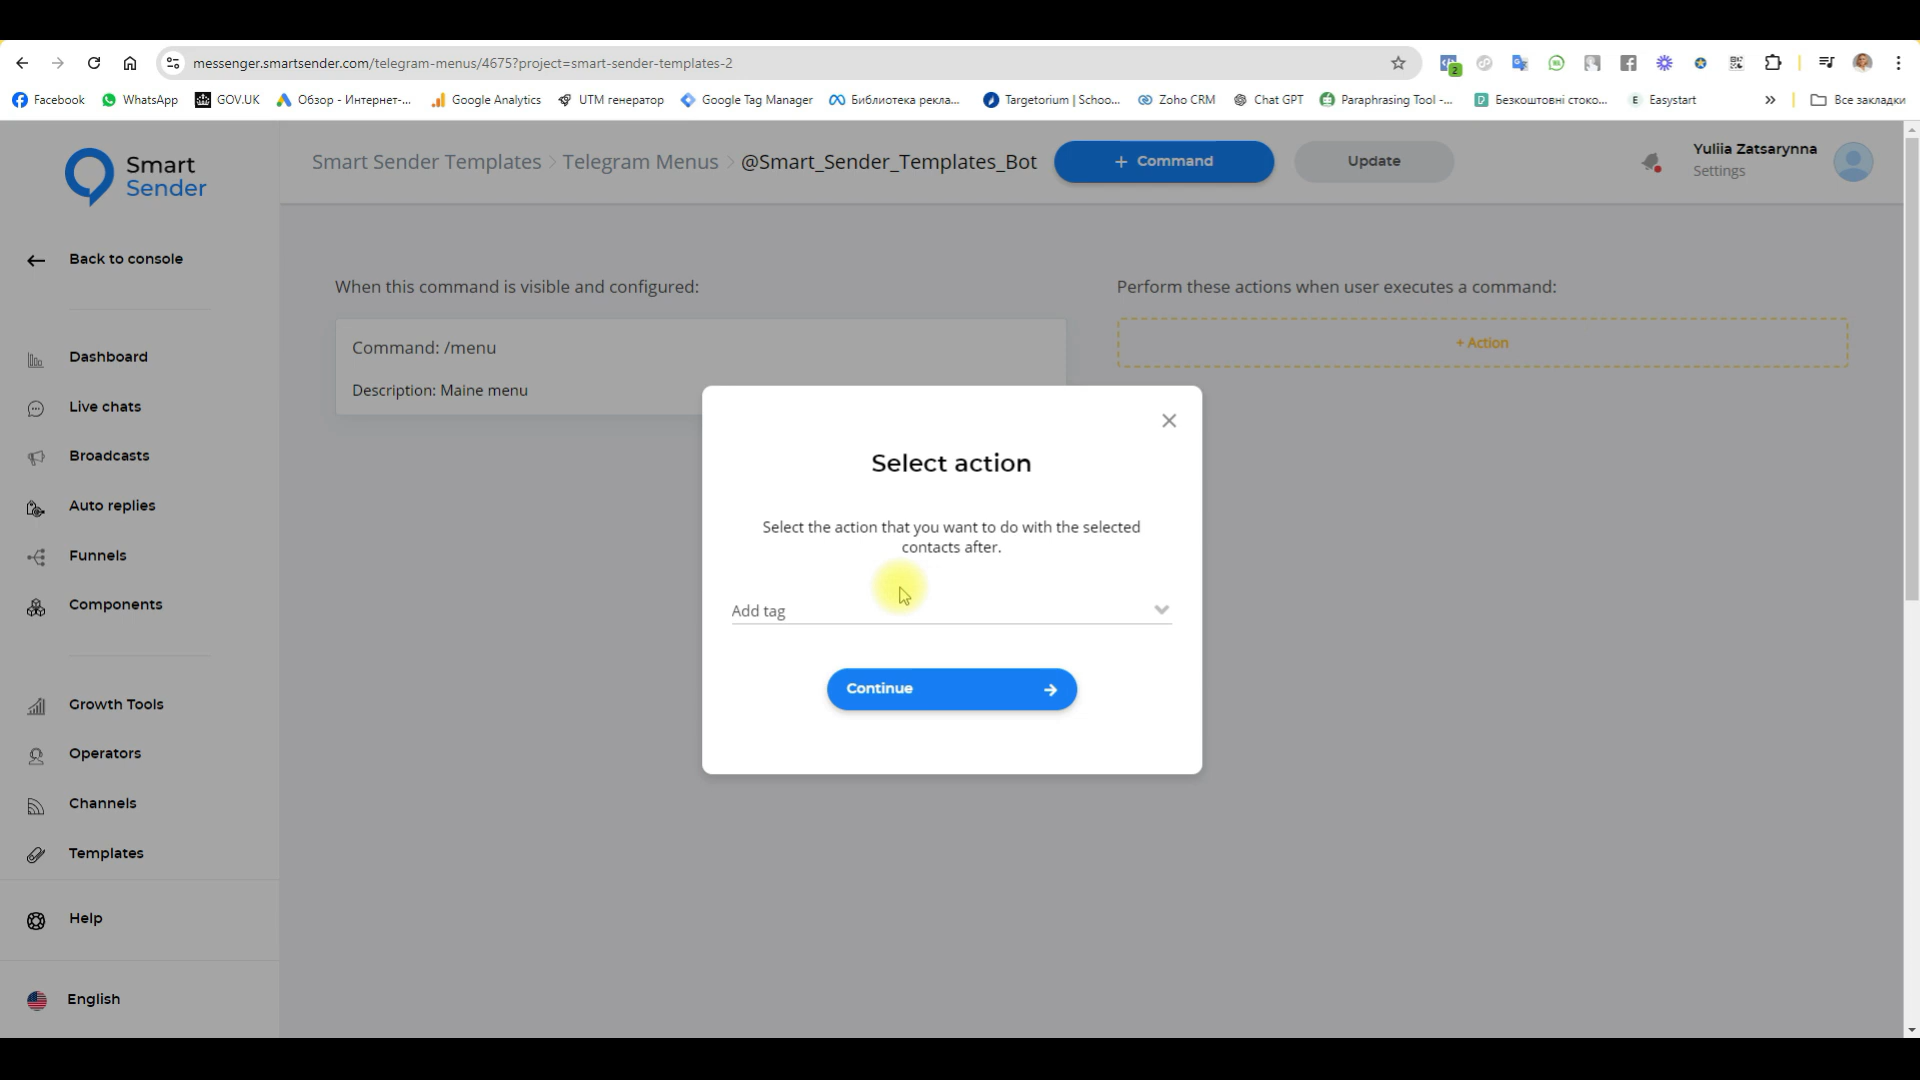 messenger.smartsender.com/telegram-menus/4675?project=smart-sender-templates-2
2
Facebook
WhatsApp
GOV.UK
Обзор - Интернет-...
Google Analytics
UTM генератор
Google Tag Manager
Библиотека рекла...
Targetorium | Schoo...
Zoho CRM
Chat GPT
Paraphrasing Tool -...
Безкоштовні стоко...
E Easystart
Все закладки
Smart
Sender
Smart Sender Templates
Telegram Menus
@Smart_Sender_Templates_Bot
+ Command
Update
Yuliia Zatsarynna
Settings
Back to console
Dashboard
Live chats
Broadcasts
Auto replies
Funnels
Components
Growth Tools
Operators
Channels
Templates
Help
English
When this command is visible and configured:
Command: /menu
Description: Maine menu
Perform these actions when user executes a command:
+ Action
Select action
Select the action that you want to do with the selected
contacts after.
Add tag
Continue